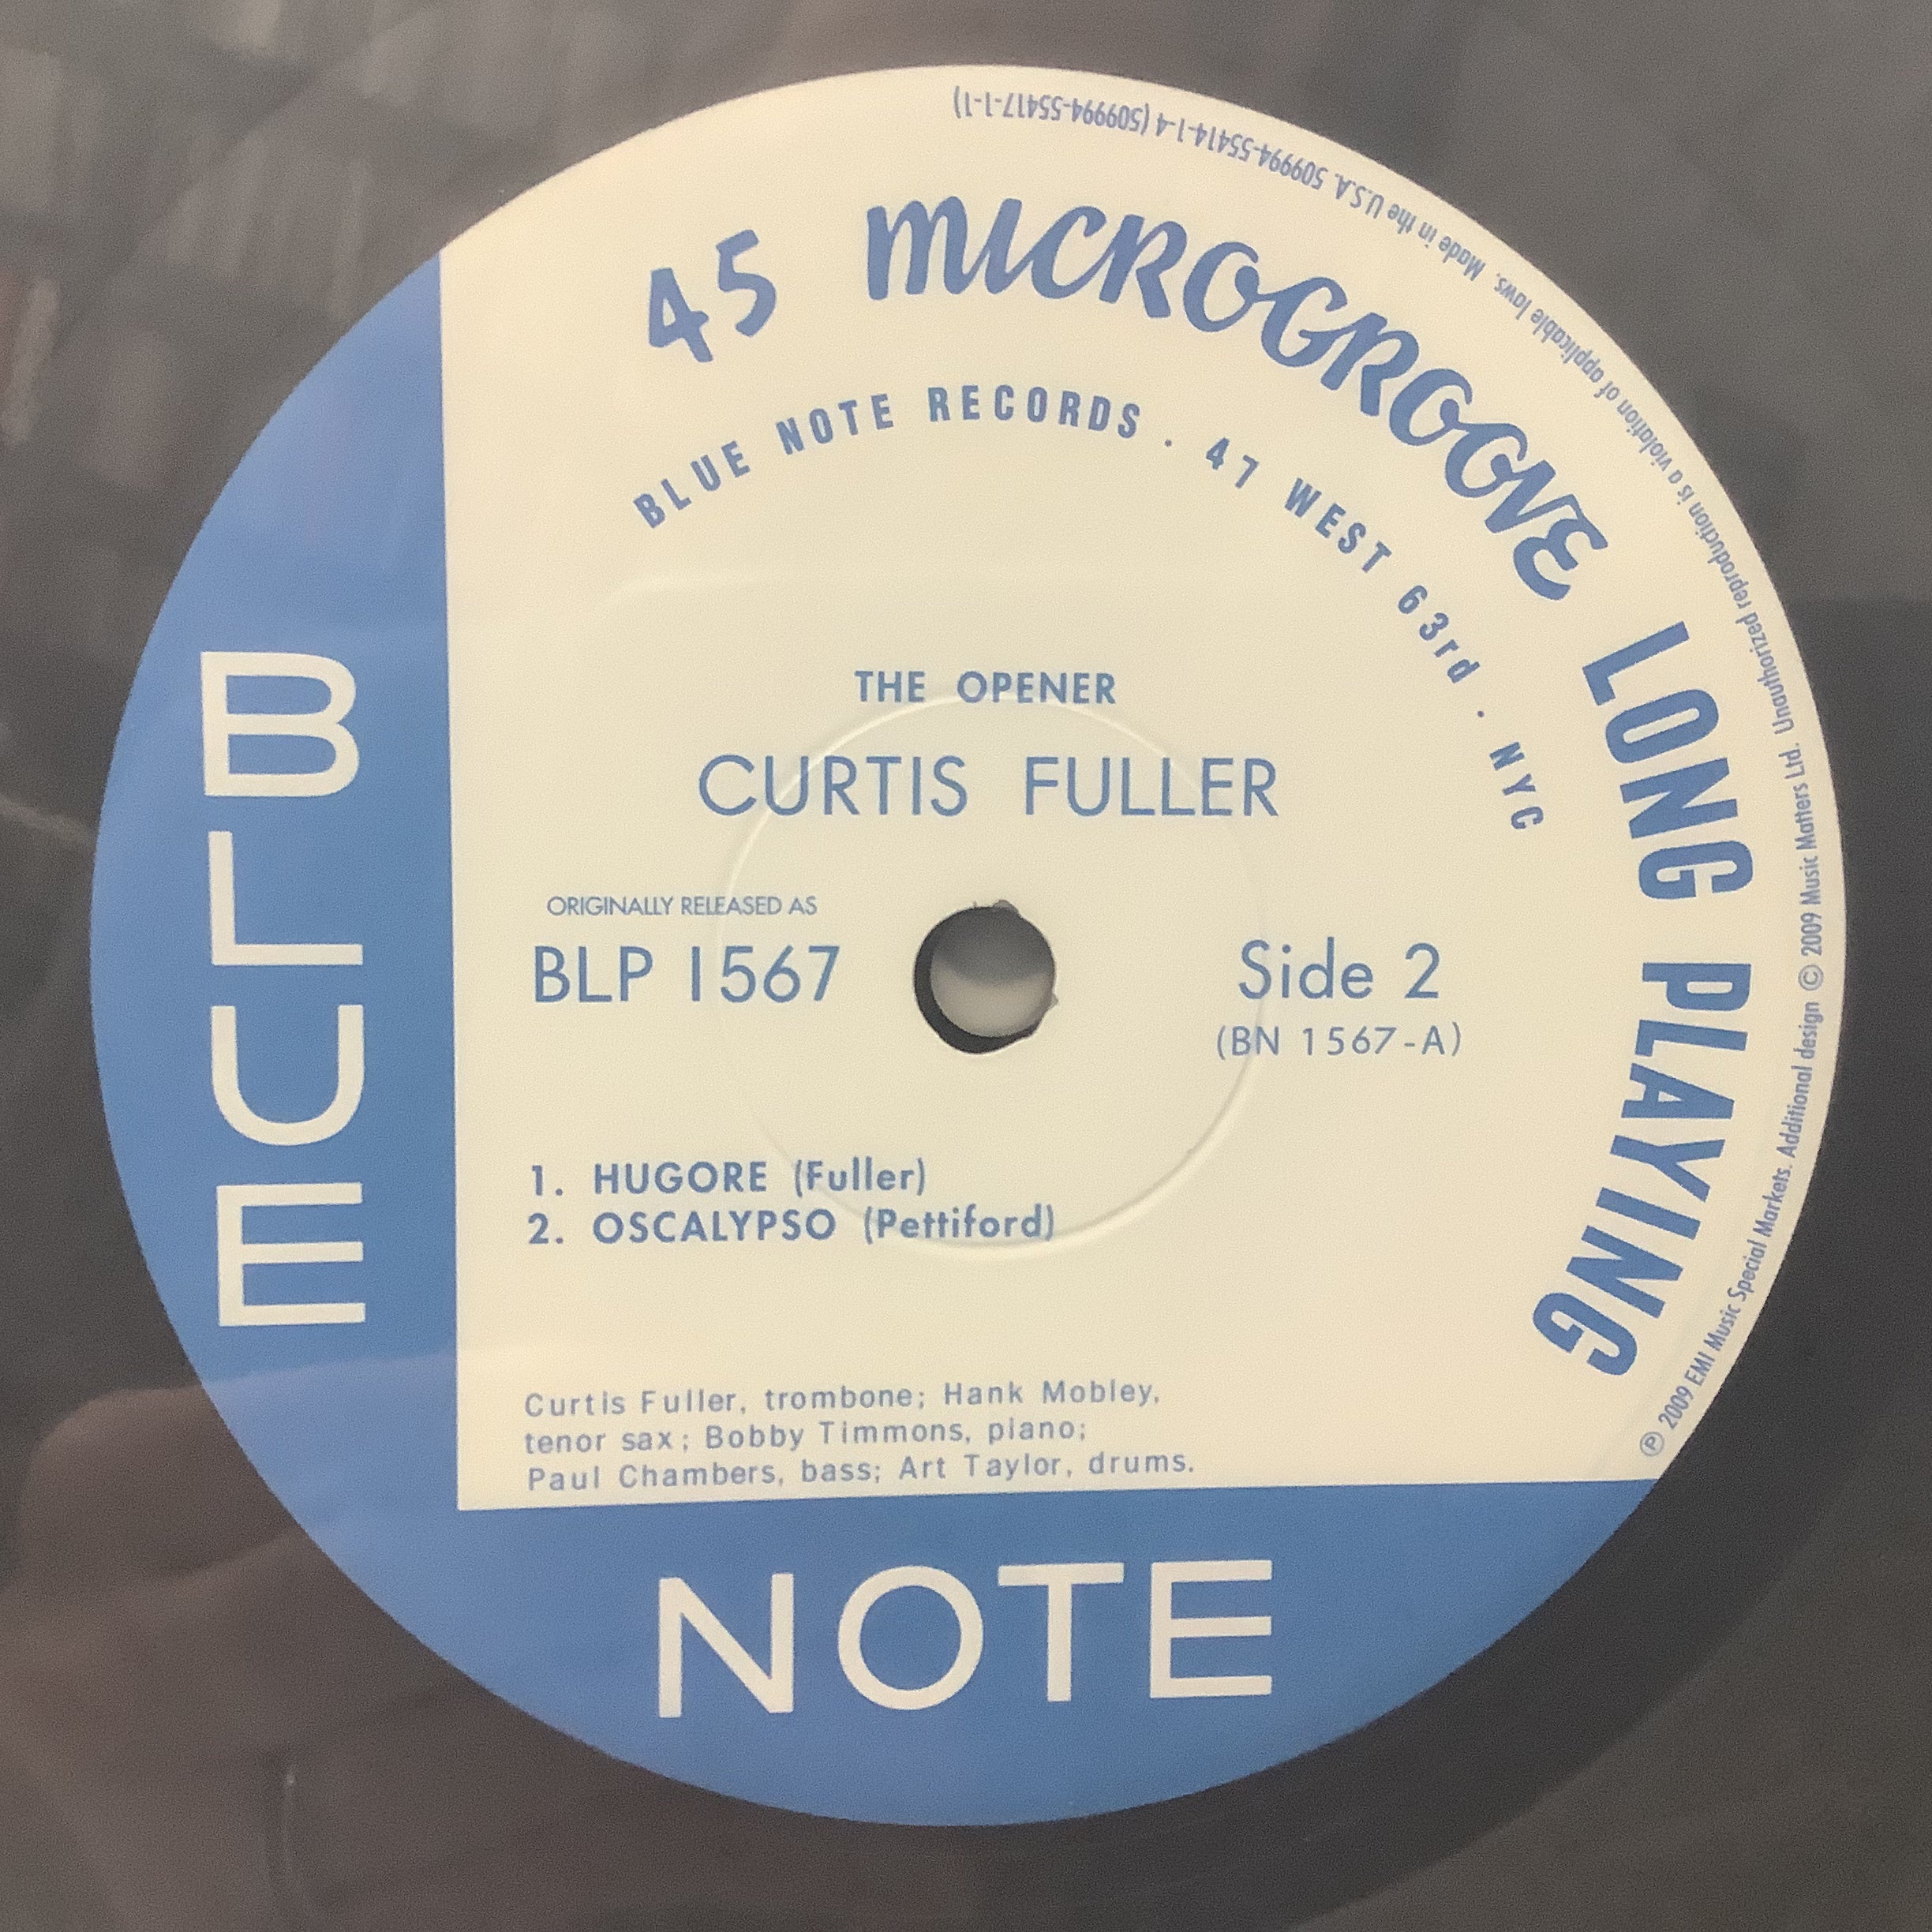 45 MICROGROOVE LONG PLAYING
BLUE NOTE RECORDS . 47 WEST 63rd . NYC
THE OPENER
CURTIS FULLER
ORIGINALLY RELEASED AS
BLP 1567
Side 2
(BN 1567-A)
1. HUGORE (Fuller)
2. OSCALYPSO (Pettiford)
Curtis Fuller, trombone; Hank Mobley,
tenor sax; Bobby Timmons, piano;
Paul Chambers, bass; Art Taylor, drums.
BLUE
NOTE
℗ 2009 EMI Music Special Markets. Additional design © 2009 Music Matters Ltd. Unauthorized reproduction is a violation of applicable laws. Made in the U.S.A. 509994-55414-1-4 (509994-55417-1-1)